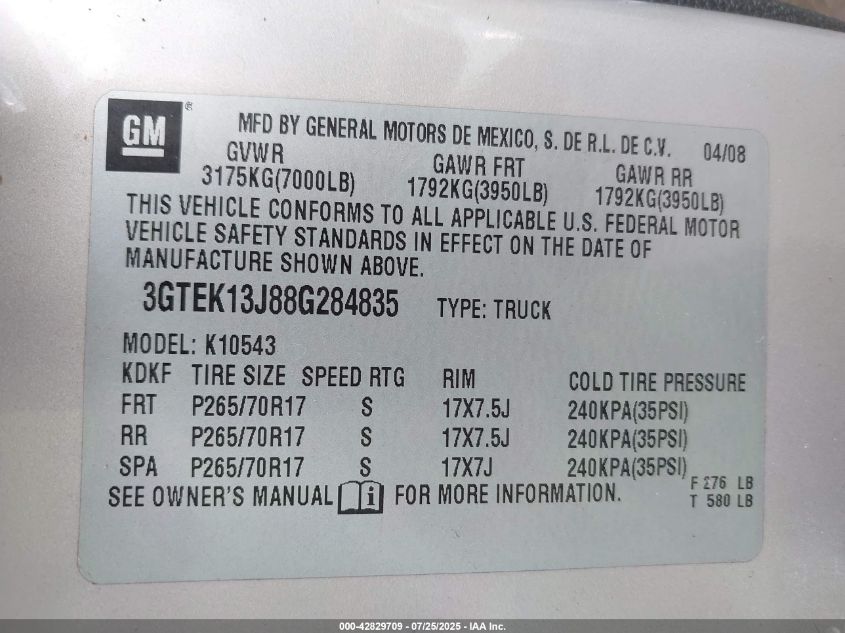 GM ®
MFD BY GENERAL MOTORS DE MEXICO, S. DE R.L. DE C.V. 04/08
GVWR GAWR FRT GAWR RR
3175KG(7000LB) 1792KG(3950LB) 1792KG(3950LB)
THIS VEHICLE CONFORMS TO ALL APPLICABLE U.S. FEDERAL MOTOR
VEHICLE SAFETY STANDARDS IN EFFECT ON THE DATE OF
MANUFACTURE SHOWN ABOVE.
3GTEK13J88G284835 TYPE: TRUCK
MODEL: K10543
KDKF TIRE SIZE SPEED RTG RIM COLD TIRE PRESSURE
FRT P265/70R17 S 17X7.5J 240KPA(35PSI)
RR P265/70R17 S 17X7.5J 240KPA(35PSI)
SPA P265/70R17 S 17X7J 240KPA(35PSI)
F 276 LB
SEE OWNER'S MANUAL i FOR MORE INFORMATION.
T 580 LB
000-42829709 - 07/25/2025 - IAA Inc.